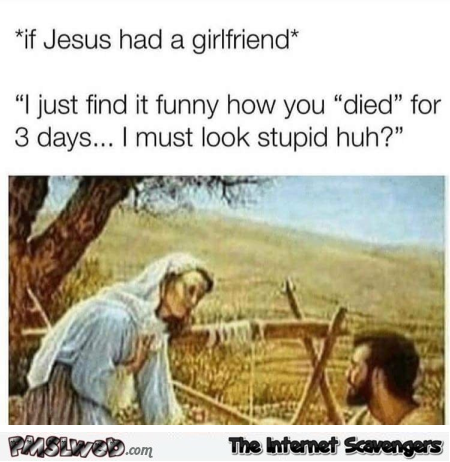 *if Jesus had a girlfriend*
“I just find it funny how you “died” for
3 days... I must look stupid huh?”
PMSLWeb.com
The Internet Scavengers